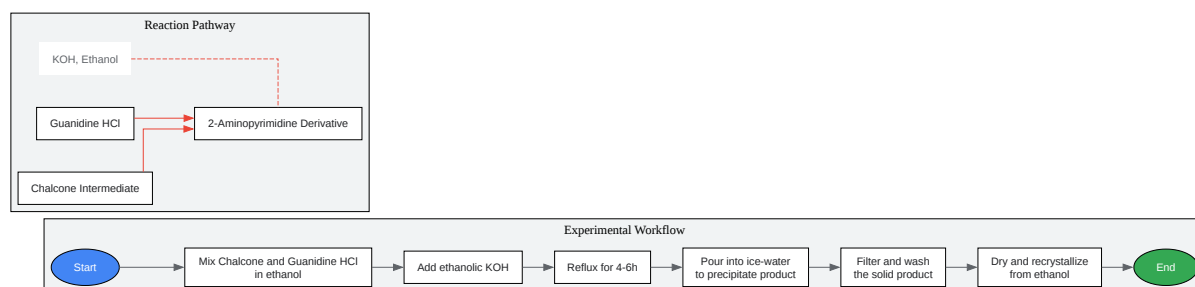 Reaction Pathway
KOH, Ethanol
Guanidine HCl
2-Aminopyrimidine Derivative
Chalcone Intermediate
Experimental Workflow
Start
Mix Chalcone and Guanidine HCl
in ethanol
Add ethanolic KOH
Reflux for 4-6h
Pour into ice-water
to precipitate product
Filter and wash
the solid product
Dry and recrystallize
from ethanol
End